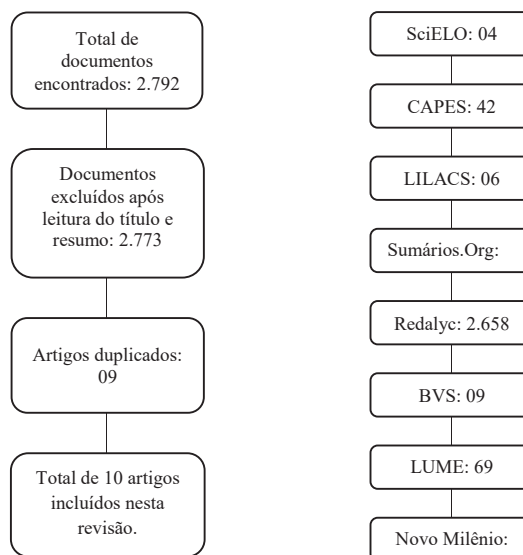 Total de
documentos
encontrados: 2.792
Documentos
excluídos após
leitura do título e
resumo: 2.773
Artigos duplicados:
09
Total de 10 artigos
incluídos nesta
revisão.
SciELO: 04
CAPES: 42
LILACS: 06
Sumários.Org:
Redalyc: 2.658
BVS: 09
LUME: 69
Novo Milênio: